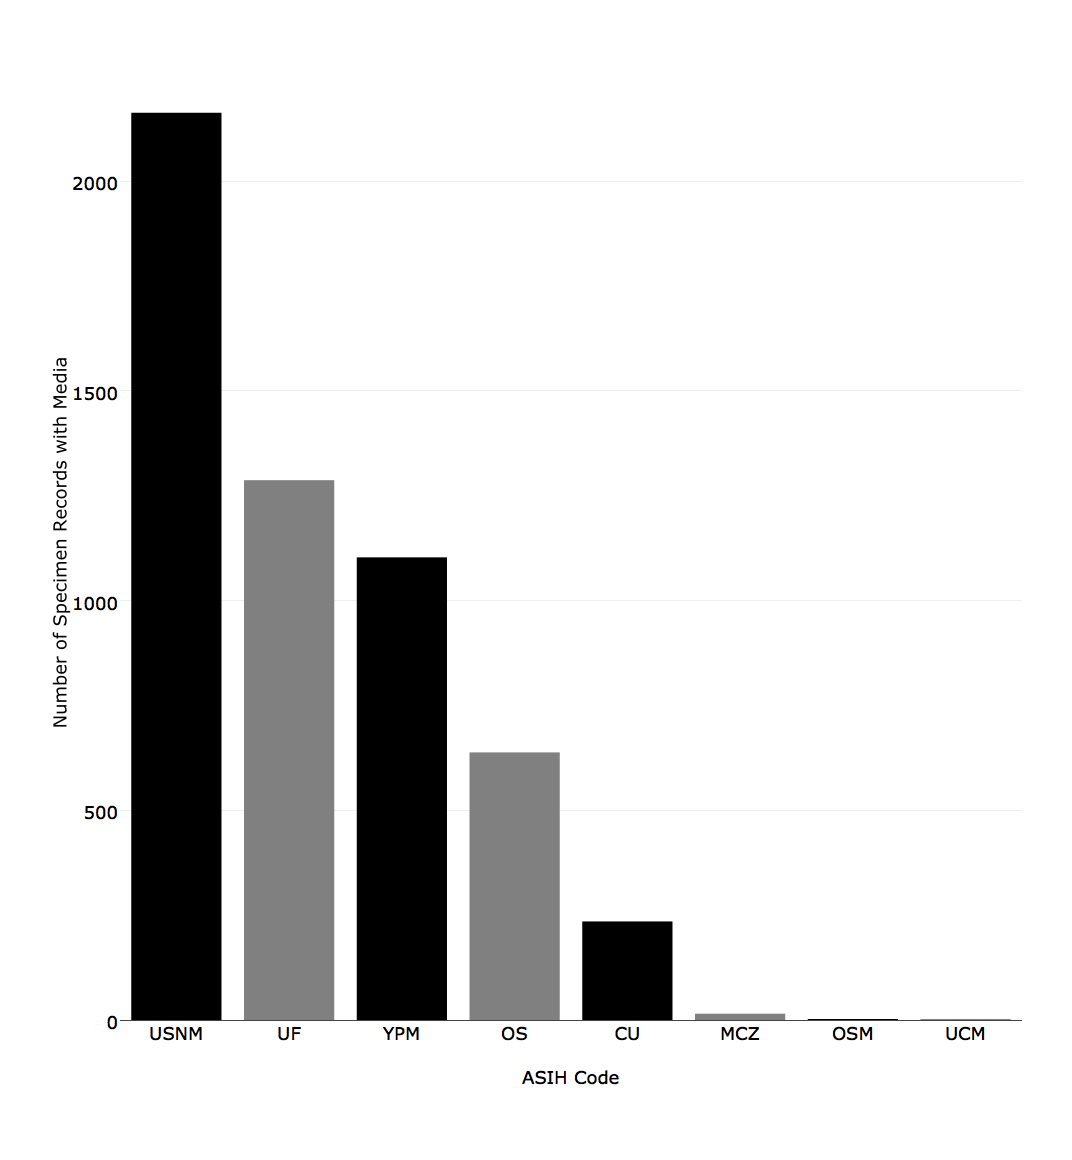 Number of Specimen Records with Media
2000
1500
1000
500
0
USNM UF YPM OS CU MCZ OSM UCM
ASIH Code